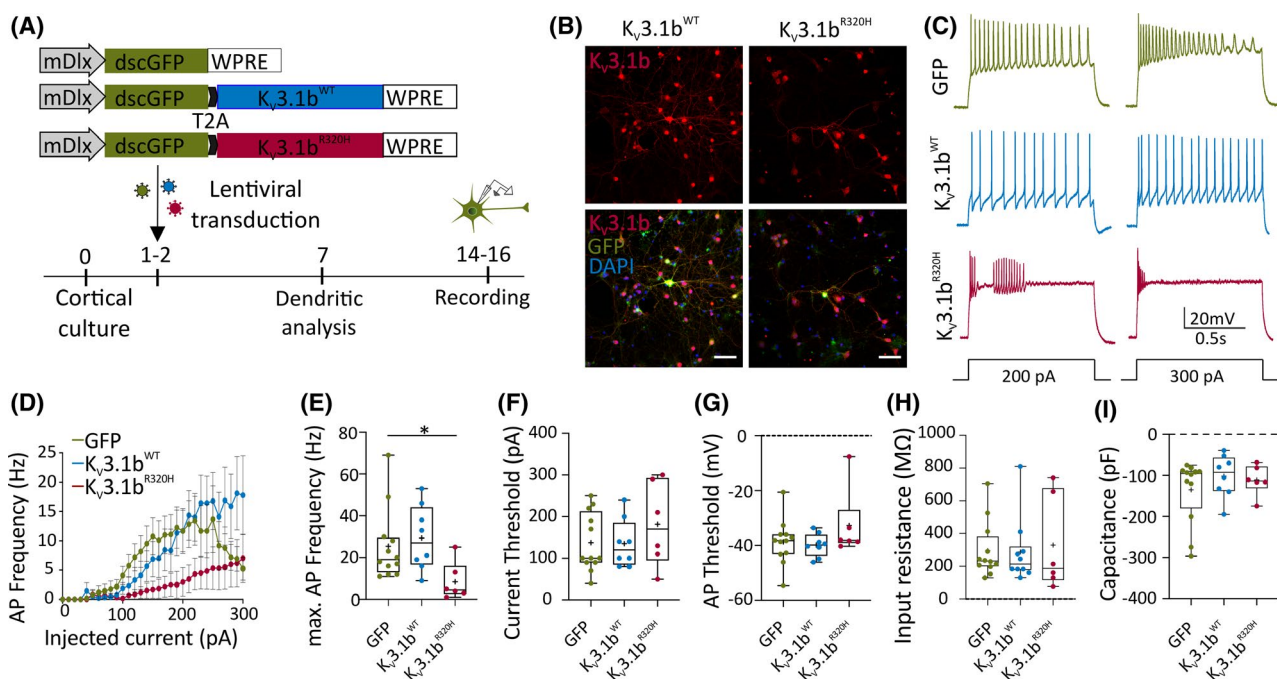 (A)
mDlx dscGFP WPRE
mDlx dscGFP Kv3.1bWT WPRE
T2A
mDlx dscGFP Kv3.1bR320H WPRE
Lentiviral
transduction
0 1-2 7 14-16
Cortical
culture
Dendritic
analysis
Recording
(B)
Kv3.1bWT Kv3.1bR320H
Kv3.1b
Kv3.1b
GFP
DAPI
(C)
GFP
Kv3.1bWT
Kv3.1bR320H
20mV
0.5s
200 pA 300 pA
(D)
GFP
Kv3.1bWT
Kv3.1bR320H
AP Frequency (Hz)
25
20
15
10
5
0
0 100 200 300
Injected current (pA)
(E)
*
max. AP Frequency (Hz)
80
60
40
20
0
GFP
Kv3.1bWT
Kv3.1bR320H
(F)
Current Threshold (pA)
400
300
200
100
0
GFP
Kv3.1bWT
Kv3.1bR320H
(G)
AP Threshold (mV)
0
-20
-40
-60
GFP
Kv3.1bWT
Kv3.1bR320H
(H)
Input resistance (MΩ)
1000
800
600
400
200
0
GFP
Kv3.1bWT
Kv3.1bR320H
(I)
Capacitance (pF)
0
-100
-200
-300
-400
GFP
Kv3.1bWT
Kv3.1bR320H